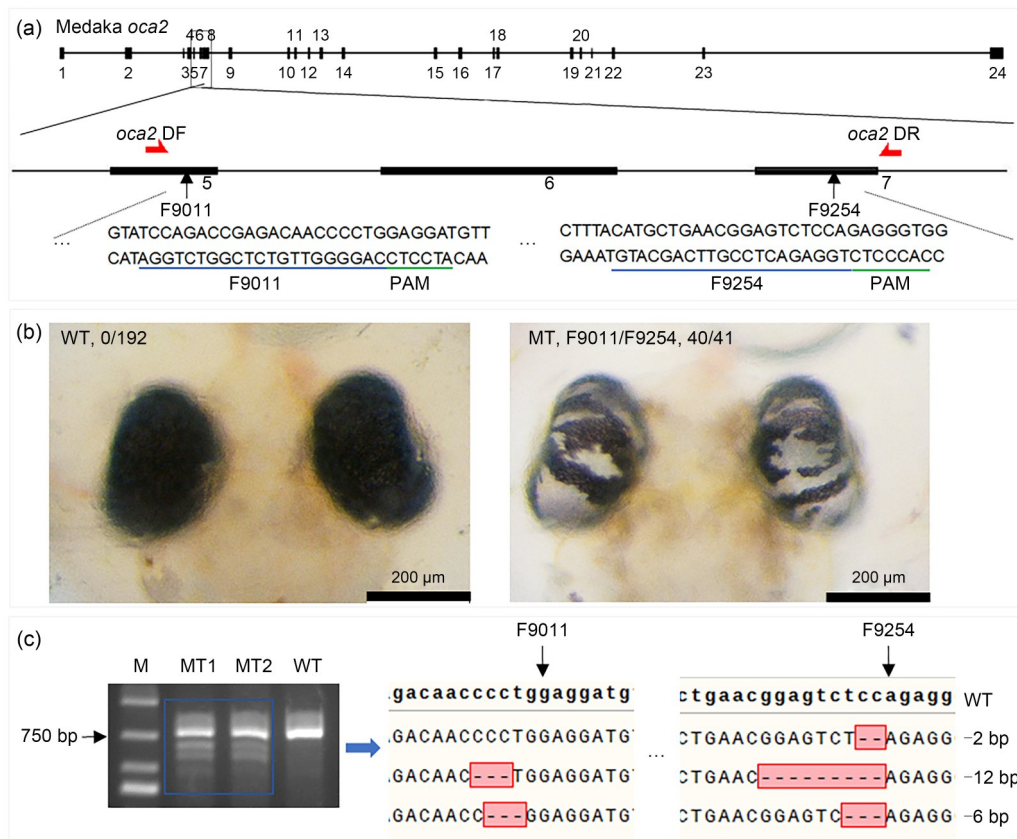 (a)
Medaka oca2
4 6 8 11 13 18 20
1 2 3 5 7 9 10 12 14 15 16 17 19 21 22 23 24
oca2 DF
oca2 DR
5 6 7
F9011
F9254
GTATCCAGACCGAGACAACCCCTGGAGGATGTT
... CATAGGTCTGGCTCTGTTGGGGACCTCCTACAA
F9011 PAM
CTTTACATGCTGAACGGAGTCTCCAGAGGGTGG
... GAAATGTACGACTTGCCTCAGAGGTCTCCCACC
F9254 PAM
(b)
WT, 0/192
200 µm
MT, F9011/F9254, 40/41
200 µm
(c)
M MT1 MT2 WT
750 bp
F9011
F9254
gacaacccctggaggatg
ctgaacggagtctccagagg WT
GACAACCCCTGGAGGATG
CTGAACGGAGTCT--AGAGG −2 bp
GACAACC---TGGAGGATG
... CTGAAC---------AGAGG −12 bp
GACAACCC---GGAGGATG
CTGAACGGAGTC---AGAGG −6 bp